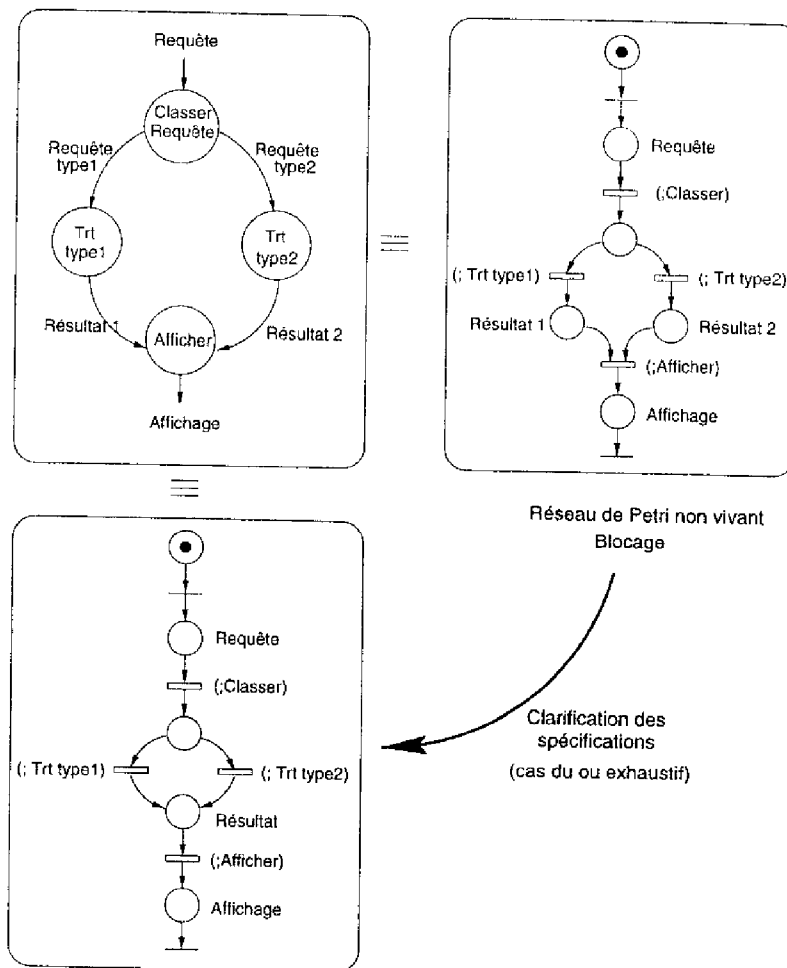 Requête
Classer
Requête
Requête
type1
Requête
type2
Trt
type1
Trt
type2
Résultat 1
Afficher
Résultat 2
Affichage
Requête
(;Classer)
(; Trt type1)
(; Trt type2)
Résultat 1
Résultat 2
(;Afficher)
Affichage
Réseau de Petri non vivant
Blocage
Requête
(;Classer)
(; Trt type1)
(; Trt type2)
Résultat
(;Afficher)
Affichage
Clarification des
spécifications
(cas du ou exhaustif)